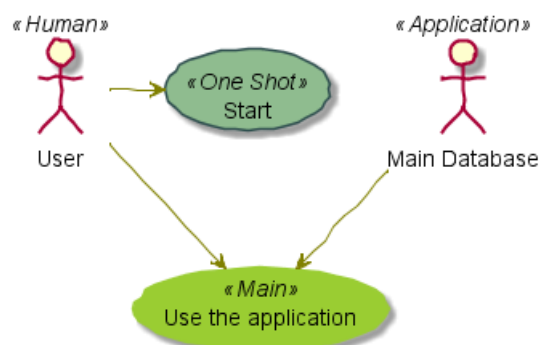 «Human»
User
«One Shot»
Start
«Application»
Main Database
«Main»
Use the application